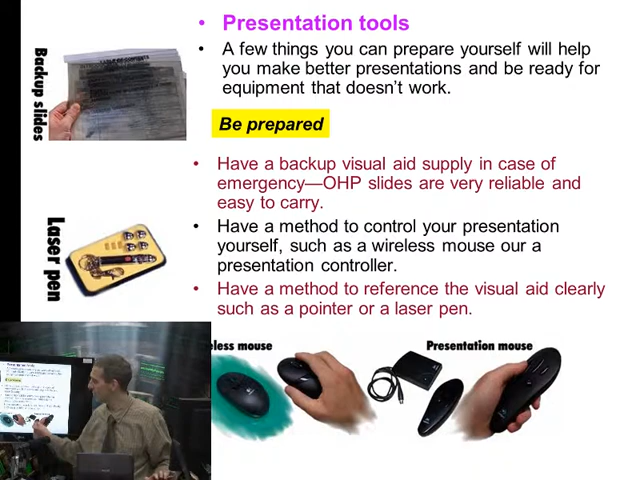 • Presentation tools
• A few things you can prepare yourself will help
you make better presentations and be ready for
equipment that doesn't work.
Be prepared
• Have a backup visual aid supply in case of
emergency—OHP slides are very reliable and
easy to carry.
• Have a method to control your presentation
yourself, such as a wireless mouse our a
presentation controller.
• Have a method to reference the visual aid clearly
such as a pointer or a laser pen.
Backup slides
TABLE OF CONTENTS
Laser pen
mouse
Presentation mouse